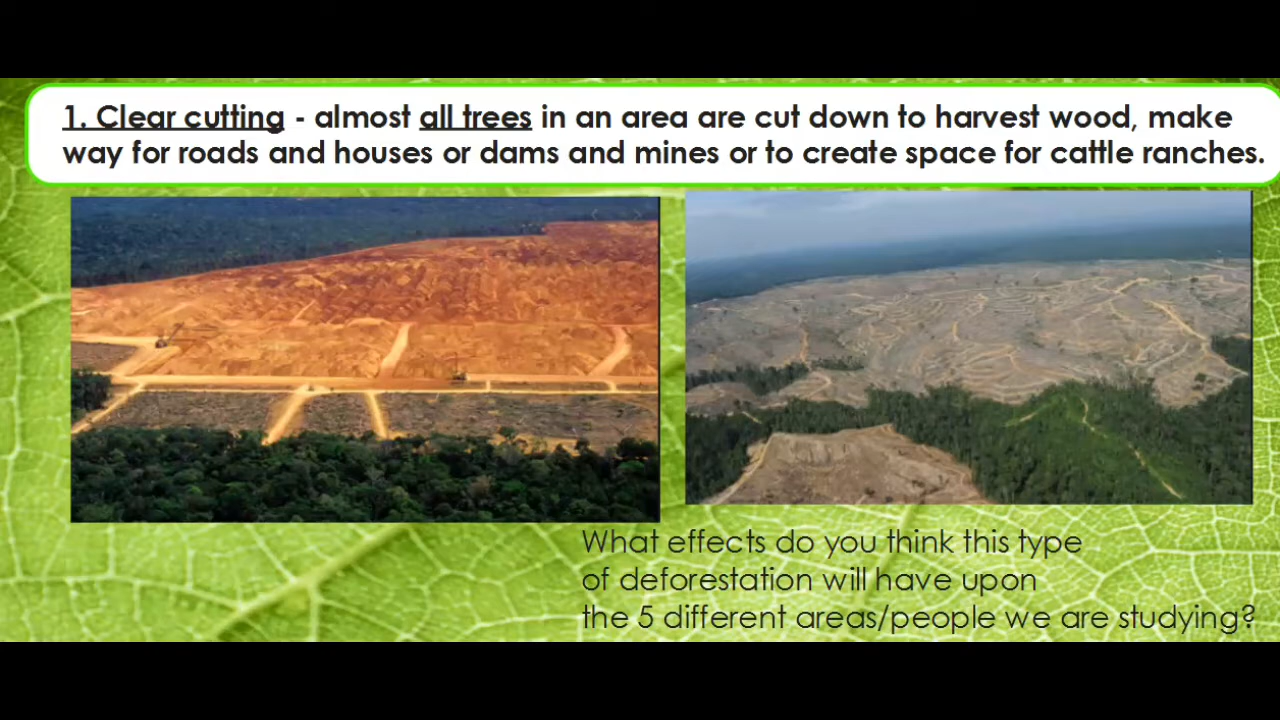 1. Clear cutting - almost all trees in an area are cut down to harvest wood, make
way for roads and houses or dams and mines or to create space for cattle ranches.
What effects do you think this type
of deforestation will have upon
the 5 different areas/people we are studying?